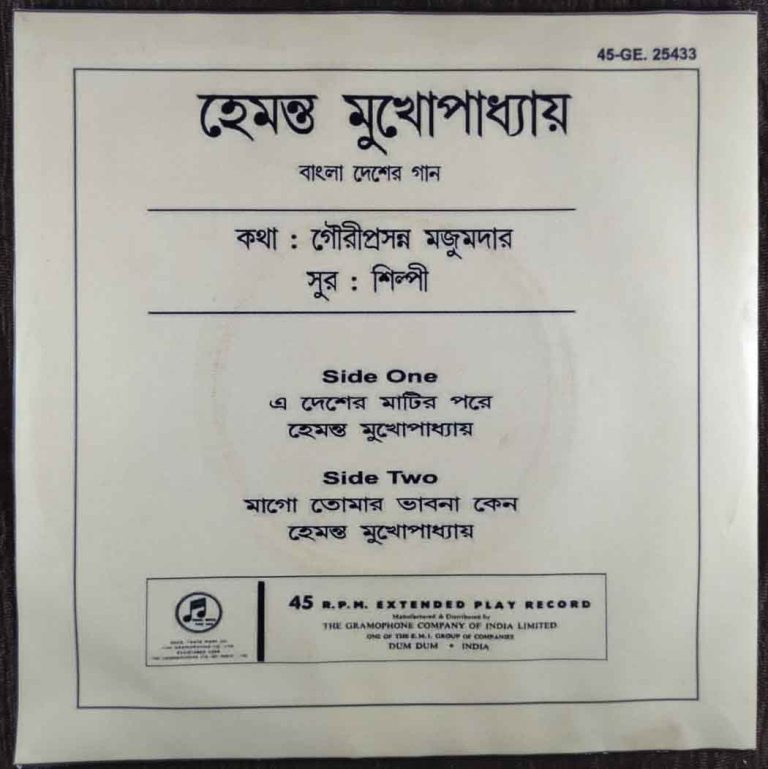 45-GE. 25433
হেমন্ত মুখোপাধ্যায়
বাংলা দেশের গান
কথা : গৌরীপ্রসন্ন মজুমদার
সুর : শিল্পী
Side One
এ দেশের মাটির পরে
হেমন্ত মুখোপাধ্যায়
Side Two
মাগো তোমার ভাবনা কেন
হেমন্ত মুখোপাধ্যায়
45 R.P.M. EXTENDED PLAY RECORD
Manufactured & Distributed by
THE GRAMOPHONE COMPANY OF INDIA LIMITED
ONE OF THE E.M.I. GROUP OF COMPANIES
DUM DUM • INDIA